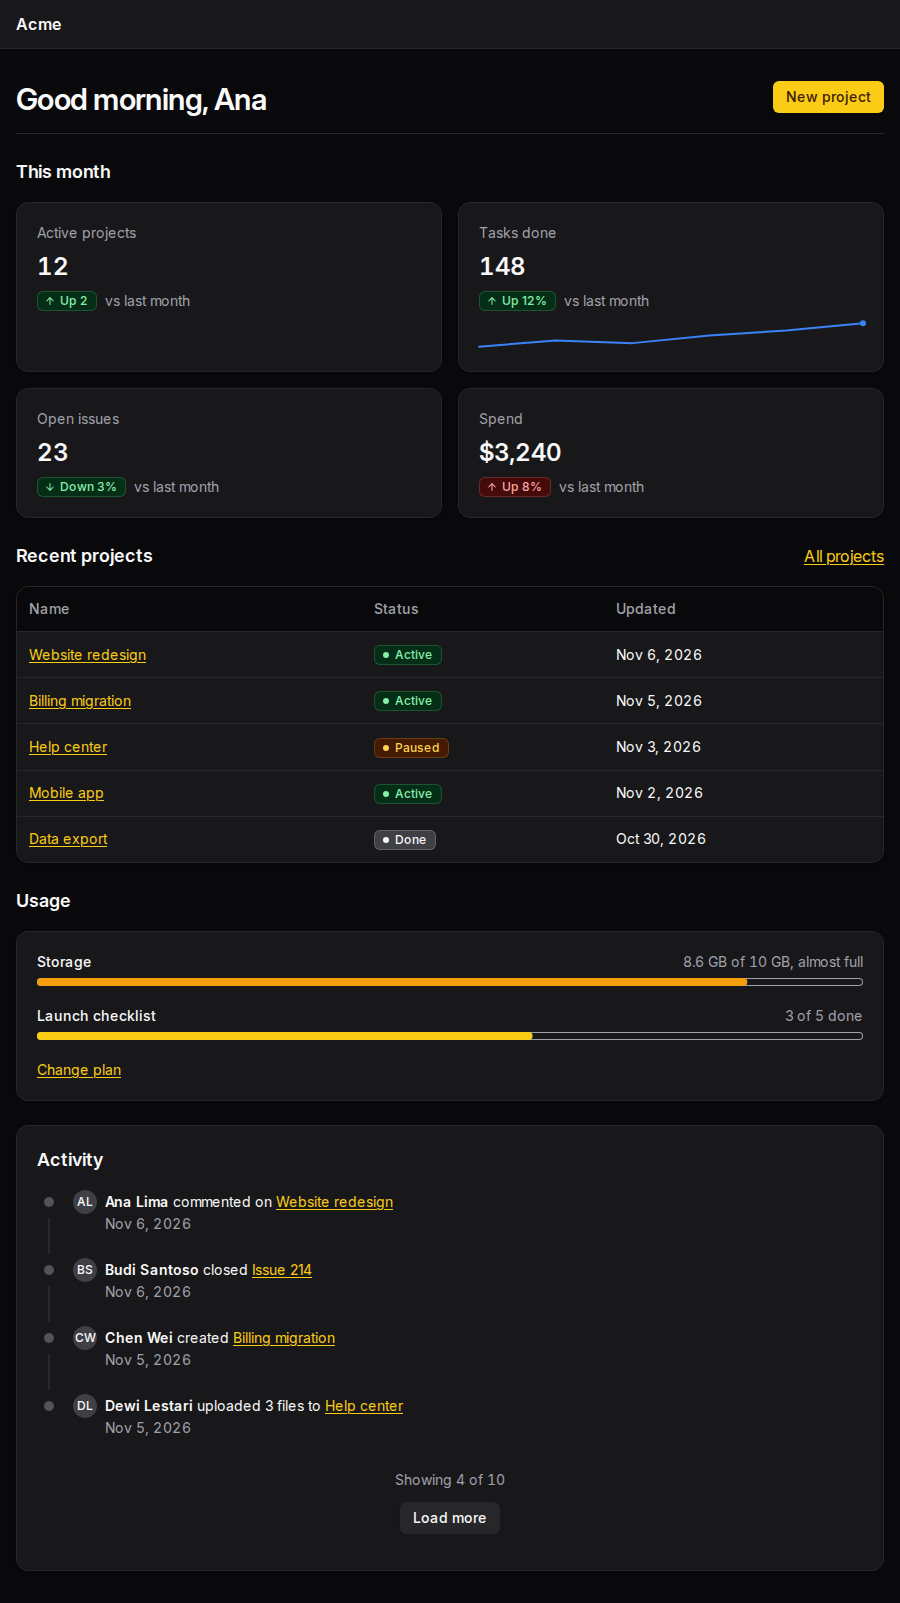 Acme
Good morning, Ana
New project
This month
Active projects
12
↑ Up 2 vs last month
Tasks done
148
↑ Up 12% vs last month
Open issues
23
↓ Down 3% vs last month
Spend
$3,240
↑ Up 8% vs last month
Recent projects
All projects
Name Status Updated
Website redesign Active Nov 6, 2026
Billing migration Active Nov 5, 2026
Help center Paused Nov 3, 2026
Mobile app Active Nov 2, 2026
Data export Done Oct 30, 2026
Usage
Storage 8.6 GB of 10 GB, almost full
Launch checklist 3 of 5 done
Change plan
Activity
AL Ana Lima commented on Website redesign
Nov 6, 2026
BS Budi Santoso closed Issue 214
Nov 6, 2026
CW Chen Wei created Billing migration
Nov 5, 2026
DL Dewi Lestari uploaded 3 files to Help center
Nov 5, 2026
Showing 4 of 10
Load more